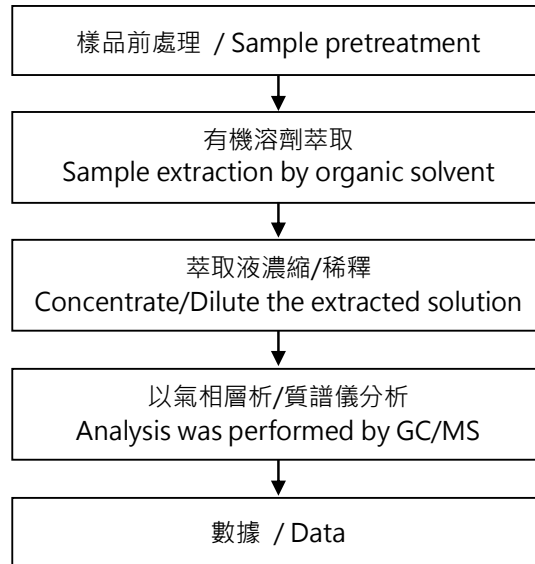 樣品前處理 / Sample pretreatment
有機溶劑萃取
Sample extraction by organic solvent
萃取液濃縮/稀釋
Concentrate/Dilute the extracted solution
以氣相層析/質譜儀分析
Analysis was performed by GC/MS
數據 / Data